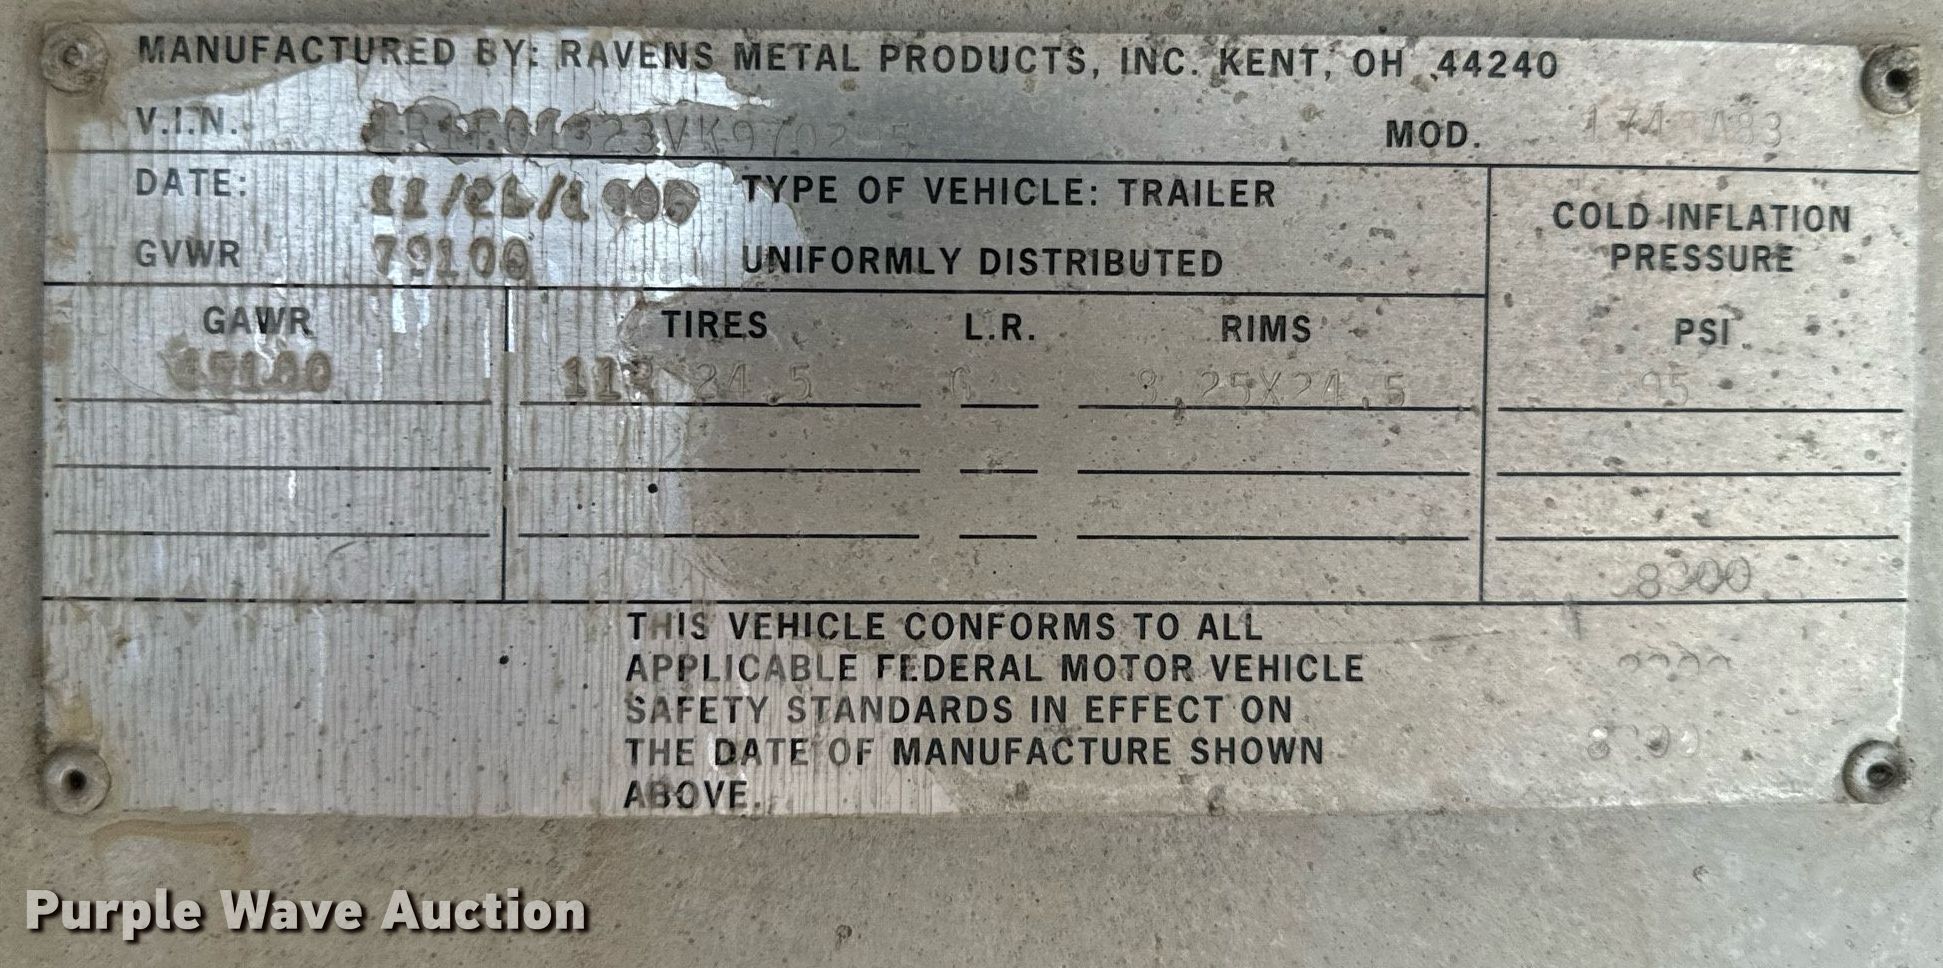 MANUFACTURED BY: RAVENS METAL PRODUCTS, INC. KENT, OH 44240
V.I.N. MOD.
DATE: TYPE OF VEHICLE: TRAILER
GVWR 79100 UNIFORMLY DISTRIBUTED
COLD INFLATION
PRESSURE
GAWR TIRES L.R. RIMS PSI
24.5 8.25X24.5 95
8300
THIS VEHICLE CONFORMS TO ALL
APPLICABLE FEDERAL MOTOR VEHICLE
SAFETY STANDARDS IN EFFECT ON
THE DATE OF MANUFACTURE SHOWN
ABOVE.
Purple Wave Auction